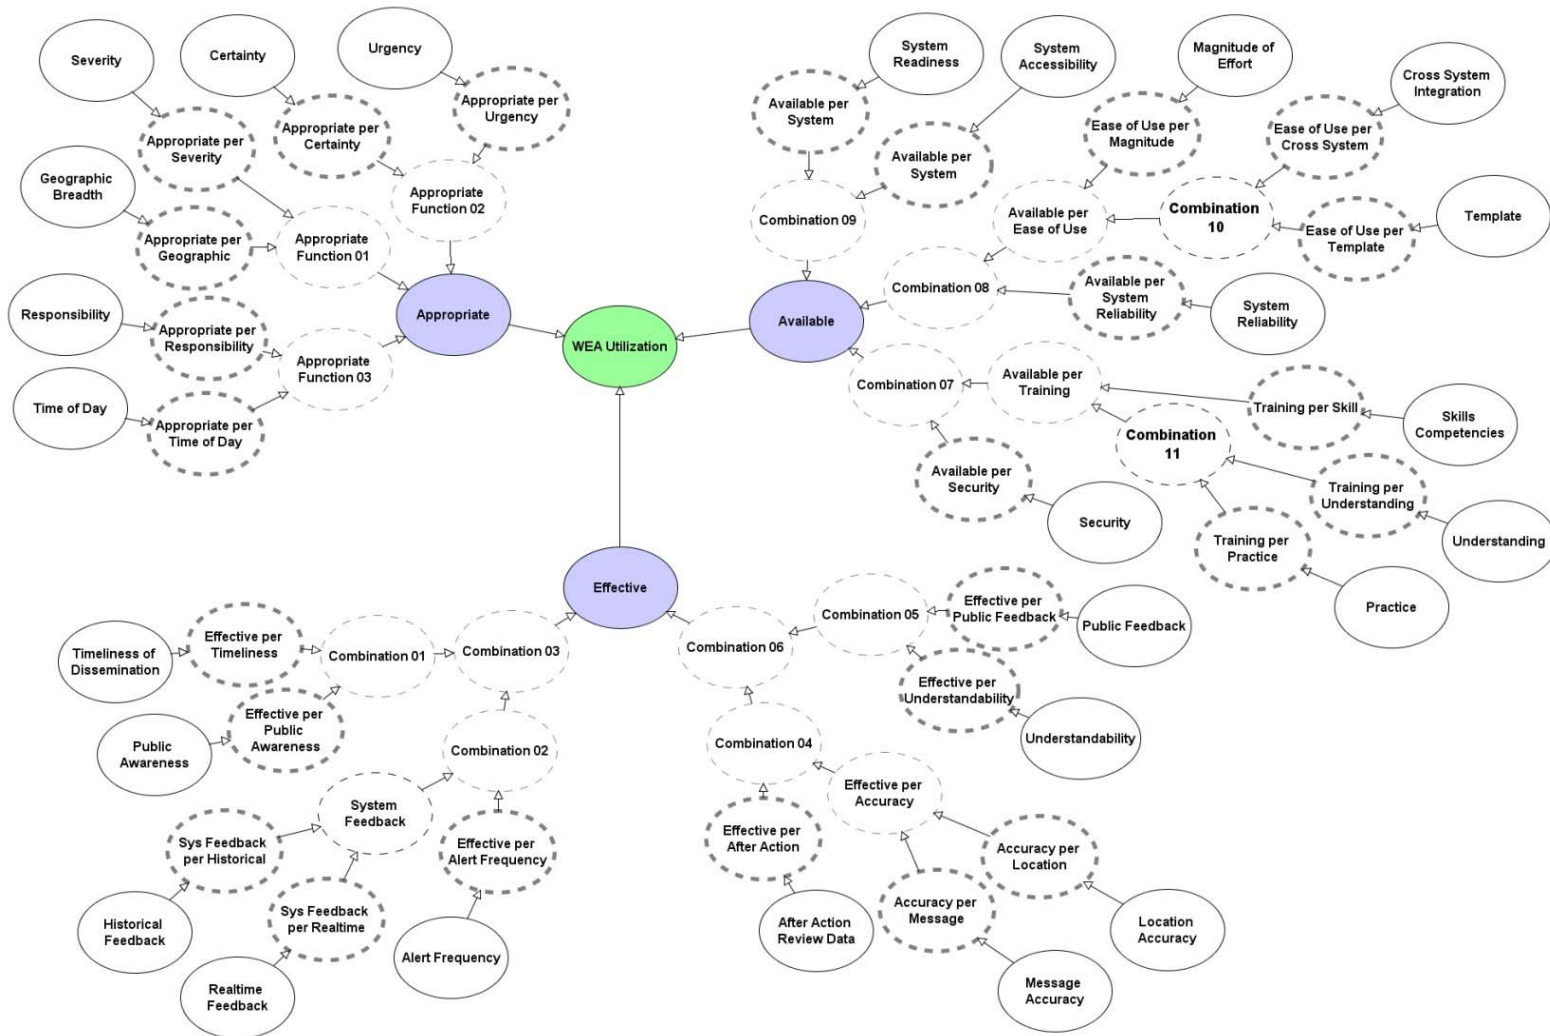 Severity
Certainty
Urgency
Appropriate per
Severity
Appropriate per
Certainty
Appropriate per
Urgency
Geographic
Breadth
Appropriate per
Geographic
Appropriate
Function 01
Appropriate
Function 02
Responsibility
Appropriate per
Responsibility
Appropriate
Function 03
Time of Day
Appropriate per
Time of Day
Appropriate
WEA Utilization
Available
Effective
System
Readiness
System
Accessibility
Available per
System
Available per
System
Combination 09
Magnitude of
Effort
Cross System
Integration
Ease of Use per
Magnitude
Ease of Use per
Cross System
Available per
Ease of Use
Combination
10
Ease of Use per
Template
Template
Combination 08
Available per
System
Reliability
System
Reliability
Combination 07
Available per
Training
Training per Skill
Skills
Competencies
Combination
11
Available per
Security
Security
Training per
Understanding
Understanding
Training per
Practice
Practice
Timeliness of
Dissemination
Effective per
Timeliness
Combination 01
Combination 03
Public
Awareness
Effective per
Public
Awareness
Combination 02
System
Feedback
Sys Feedback
per Historical
Historical
Feedback
Sys Feedback
per Realtime
Realtime
Feedback
Effective per
Alert Frequency
Alert Frequency
Combination 06
Combination 05
Effective per
Public Feedback
Public Feedback
Effective per
Understandability
Understandability
Combination 04
Effective per
Accuracy
Effective per
After Action
After Action
Review Data
Accuracy per
Message
Message
Accuracy
Accuracy per
Location
Location
Accuracy